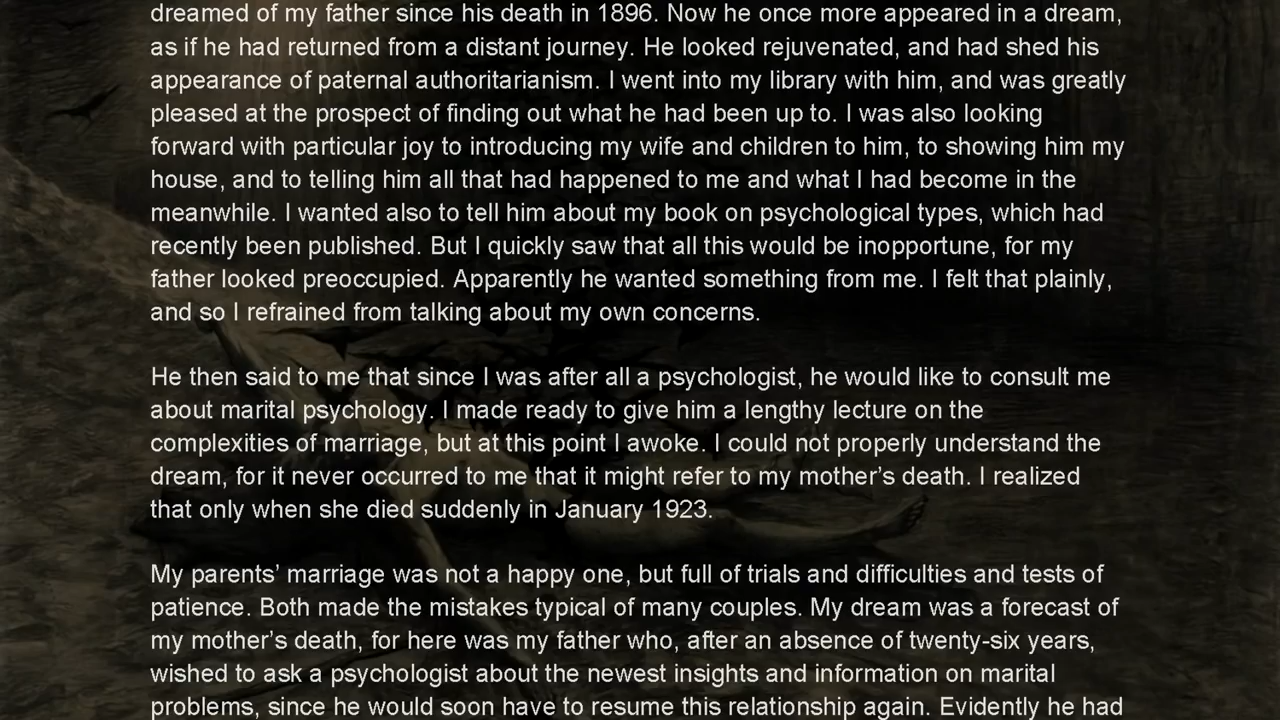 dreamed of my father since his death in 1896. Now he once more appeared in a dream,
as if he had returned from a distant journey. He looked rejuvenated, and had shed his
appearance of paternal authoritarianism. I went into my library with him, and was greatly
pleased at the prospect of finding out what he had been up to. I was also looking
forward with particular joy to introducing my wife and children to him, to showing him my
house, and to telling him all that had happened to me and what I had become in the
meanwhile. I wanted also to tell him about my book on psychological types, which had
recently been published. But I quickly saw that all this would be inopportune, for my
father looked preoccupied. Apparently he wanted something from me. I felt that plainly,
and so I refrained from talking about my own concerns.
He then said to me that since I was after all a psychologist, he would like to consult me
about marital psychology. I made ready to give him a lengthy lecture on the
complexities of marriage, but at this point I awoke. I could not properly understand the
dream, for it never occurred to me that it might refer to my mother’s death. I realized
that only when she died suddenly in January 1923.
My parents’ marriage was not a happy one, but full of trials and difficulties and tests of
patience. Both made the mistakes typical of many couples. My dream was a forecast of
my mother’s death, for here was my father who, after an absence of twenty-six years,
wished to ask a psychologist about the newest insights and information on marital
problems, since he would soon have to resume this relationship again. Evidently he had